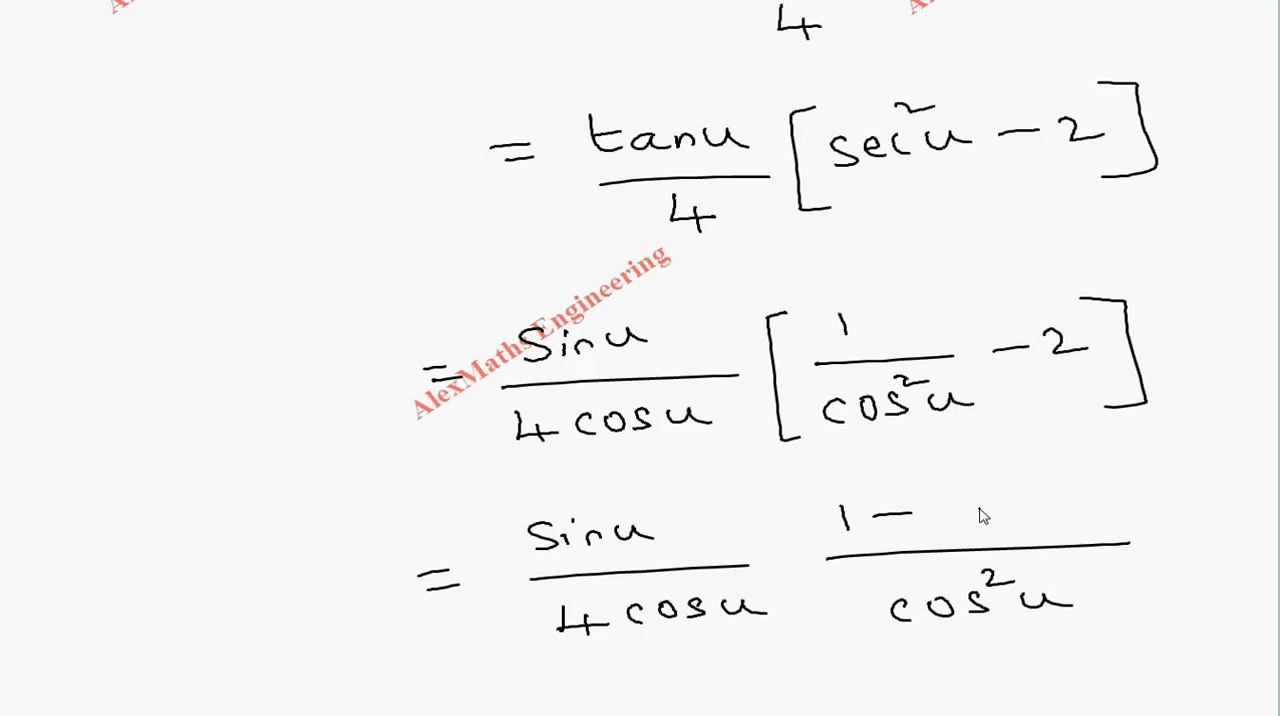 4
= tanu/4 [sec²u - 2]
= sinu/4cosu [1/cos²u - 2]
= sinu/4cosu 1 - /cos²u
AlexMaths Engineering